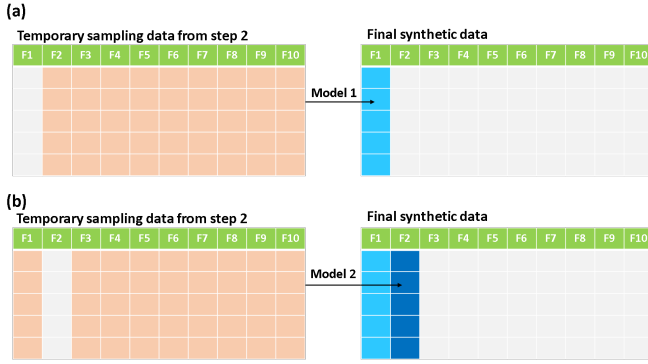 (a)
Temporary sampling data from step 2
Final synthetic data
F1 F2 F3 F4 F5 F6 F7 F8 F9 F10
F1 F2 F3 F4 F5 F6 F7 F8 F9 F10
Model 1
(b)
Temporary sampling data from step 2
Final synthetic data
F1 F2 F3 F4 F5 F6 F7 F8 F9 F10
F1 F2 F3 F4 F5 F6 F7 F8 F9 F10
Model 2